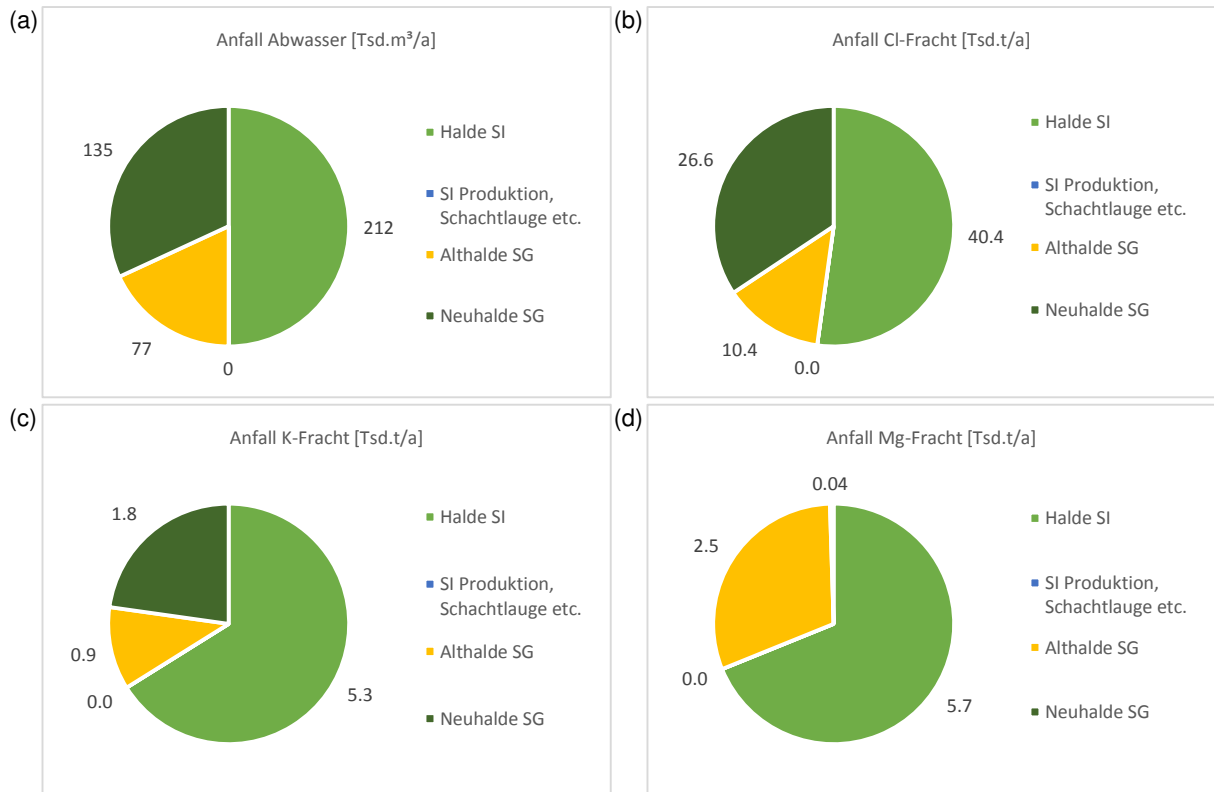 (a)
Anfall Abwasser [Tsd.m³/a]
135
212
77
0
Halde SI
SI Produktion,
Schachtlauge etc.
Althalde SG
Neuhalde SG
(b)
Anfall Cl-Fracht [Tsd.t/a]
26.6
40.4
10.4
0.0
Halde SI
SI Produktion,
Schachtlauge etc.
Althalde SG
Neuhalde SG
(c)
Anfall K-Fracht [Tsd.t/a]
1.8
0.9
0.0
5.3
Halde SI
SI Produktion,
Schachtlauge etc.
Althalde SG
Neuhalde SG
(d)
Anfall Mg-Fracht [Tsd.t/a]
0.04
2.5
0.0
5.7
Halde SI
SI Produktion,
Schachtlauge etc.
Althalde SG
Neuhalde SG